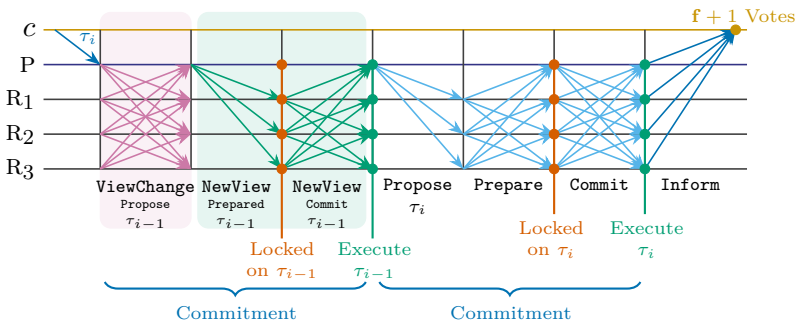 f + 1 Votes
c
τi
P
R1
R2
R3
ViewChange
Propose
τi−1
NewView
Prepared
τi−1
NewView
Commit
τi−1
Propose
τi
Prepare
Commit
Inform
Locked
on τi−1
Execute
τi−1
Locked
on τi
Execute
τi
Commitment
Commitment